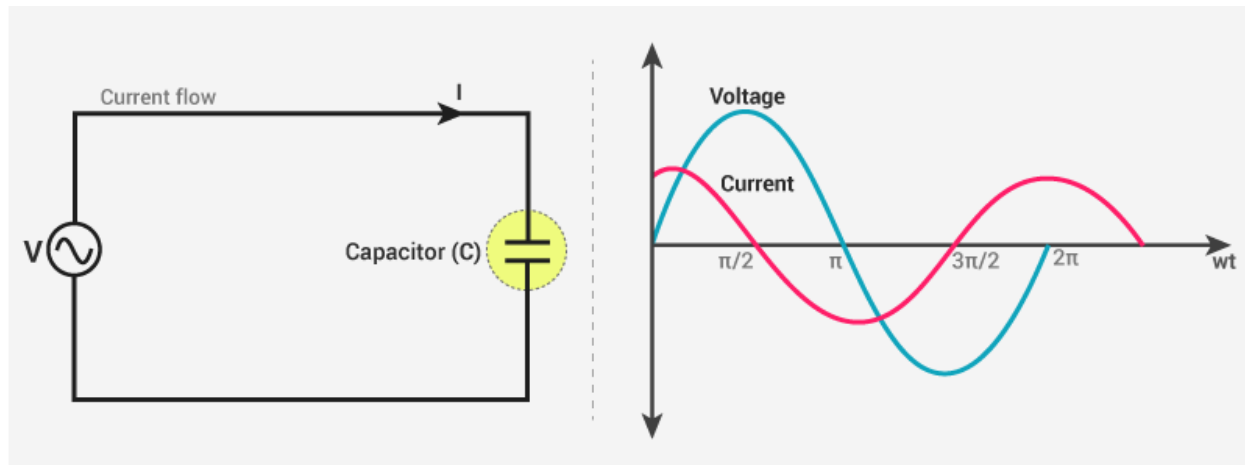 Current flow
I
V
Capacitor (C)
Voltage
Current
π/2
π
3π/2
2π
wt